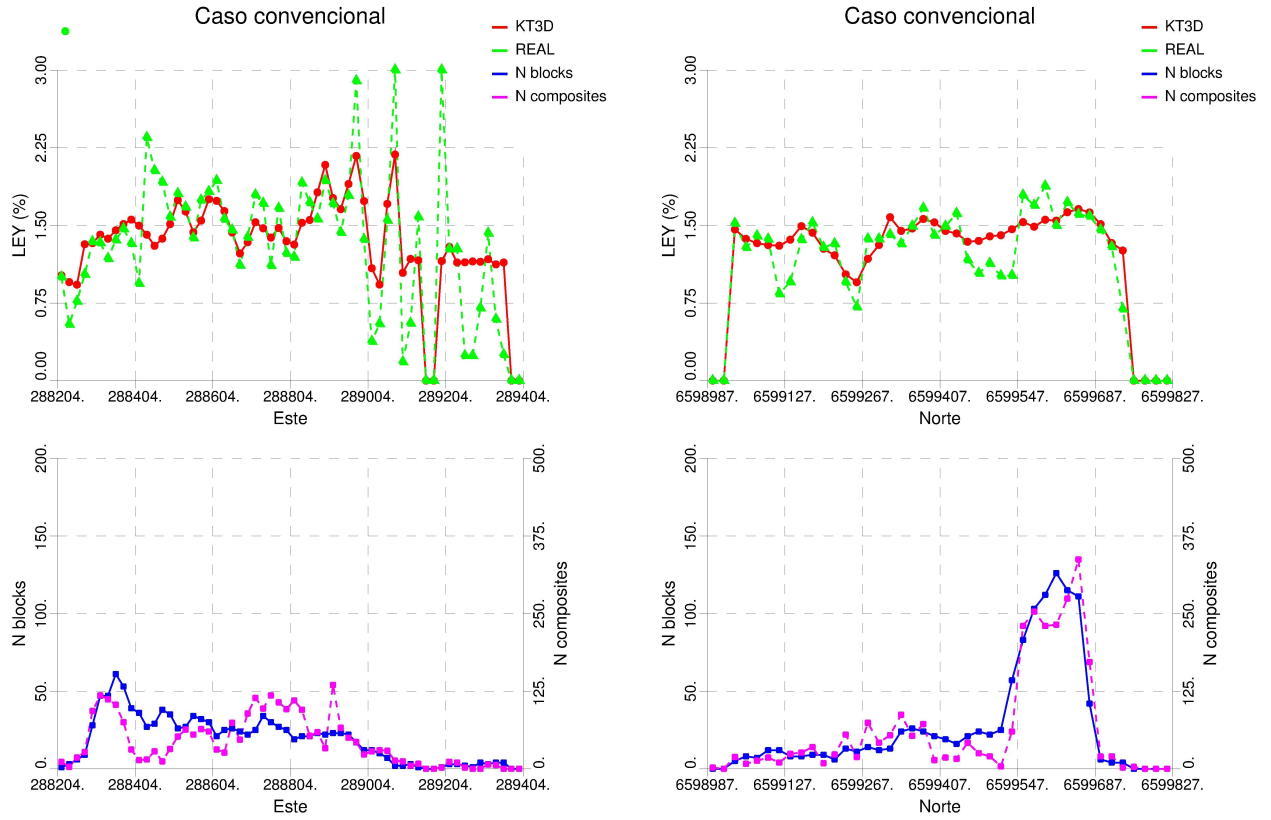 Caso convencional
KT3D
REAL
N blocks
N composites
LEY (%)
3.00
2.25
1.50
0.75
0.00
288204. 288404. 288604. 288804. 289004. 289204. 289404.
Este
Caso convencional
KT3D
REAL
N blocks
N composites
LEY (%)
3.00
2.25
1.50
0.75
0.00
6598987. 6599127. 6599267. 6599407. 6599547. 6599687. 6599827.
Norte
N blocks
200.
150.
100.
50.
0.
N composites
500.
375.
250.
125.
0.
288204. 288404. 288604. 288804. 289004. 289204. 289404.
Este
N blocks
200.
150.
100.
50.
0.
N composites
500.
375.
250.
125.
0.
6598987. 6599127. 6599267. 6599407. 6599547. 6599687. 6599827.
Norte